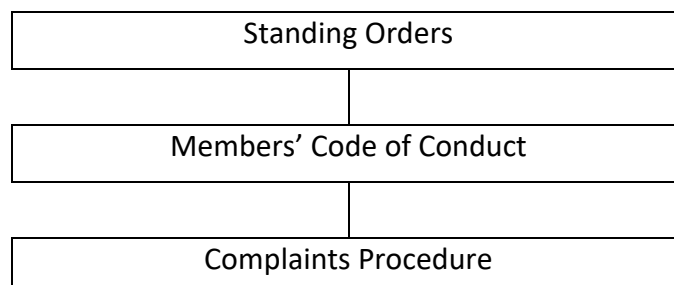 Standing Orders
Members’ Code of Conduct
Complaints Procedure